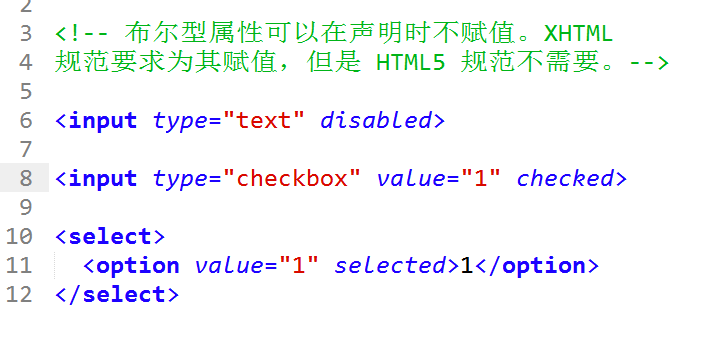 2
3 <!-- 布尔型属性可以在声明时不赋值。XHTML
4 规范要求为其赋值，但是 HTML5 规范不需要。-->
5
6 <input type="text" disabled>
7
8 <input type="checkbox" value="1" checked>
9
10 <select>
11   <option value="1" selected>1</option>
12 </select>